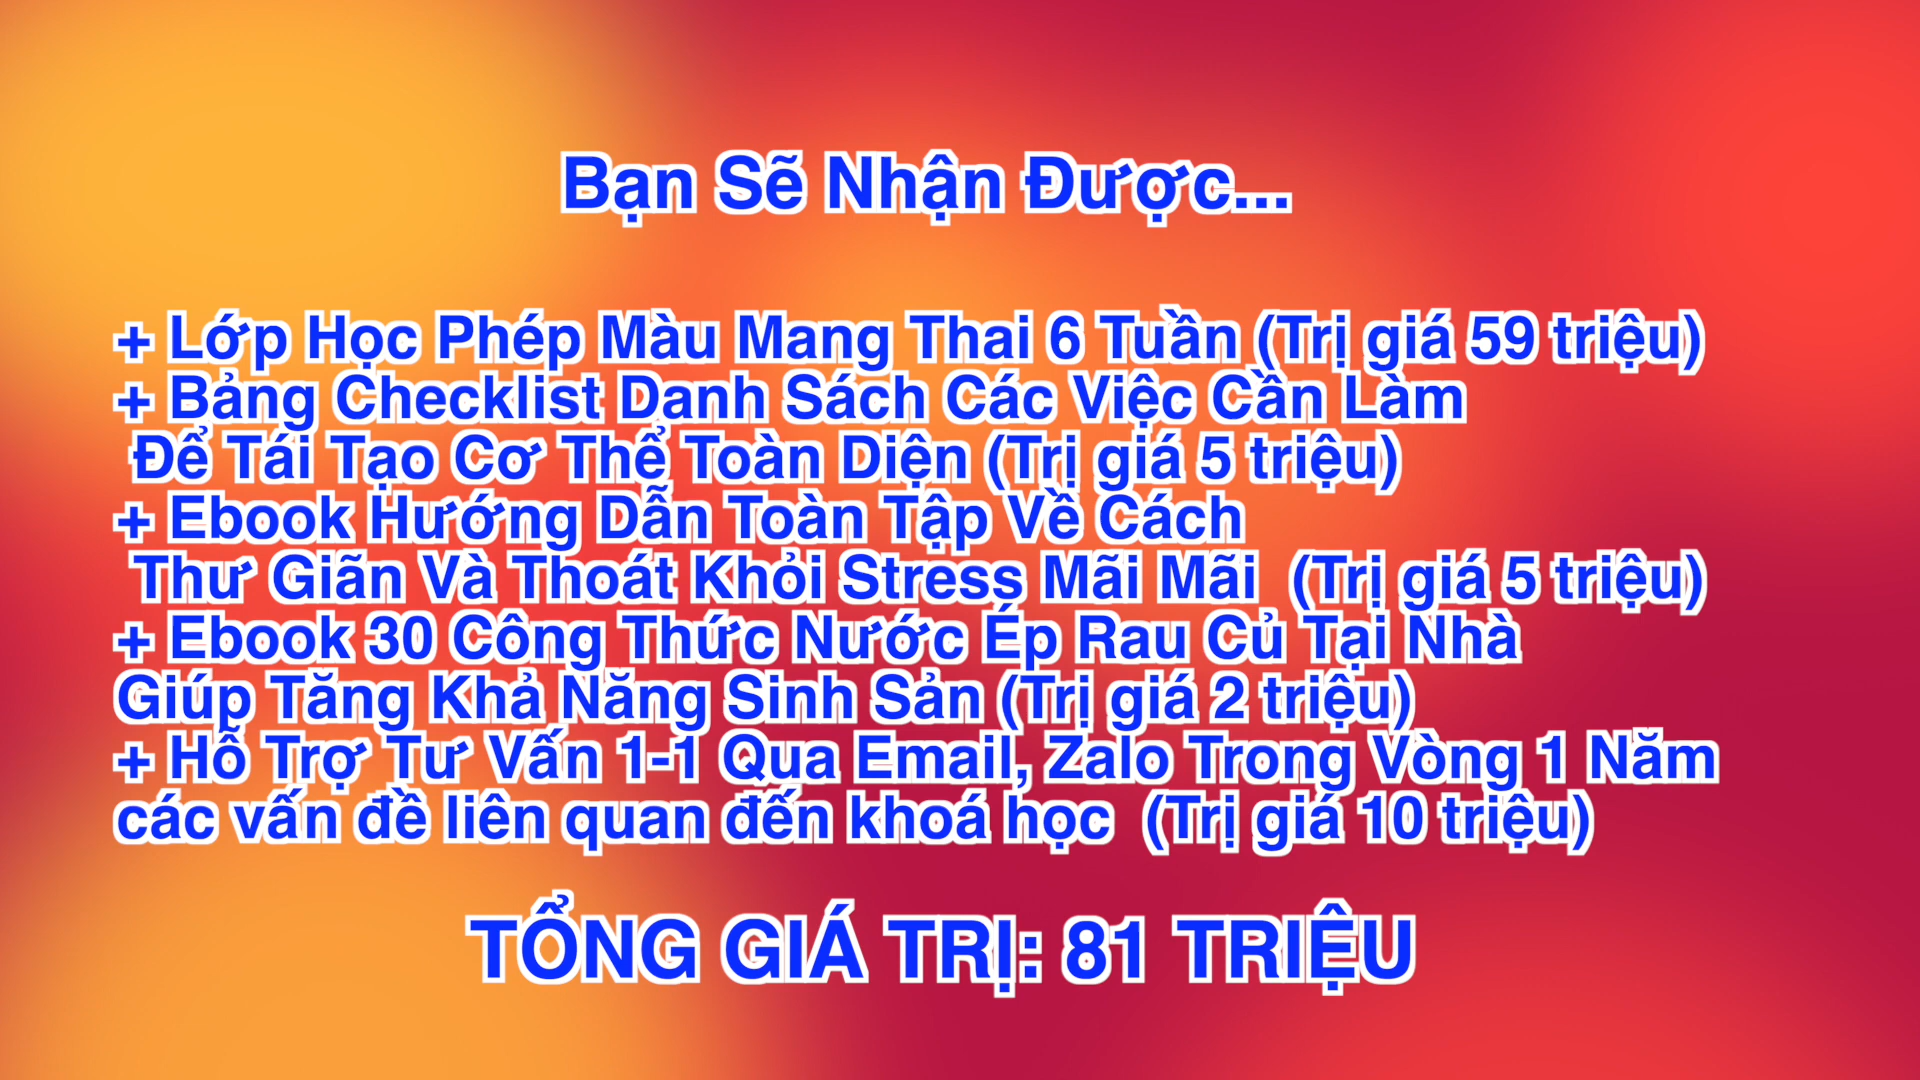 Bạn Sẽ Nhận Được...
+ Lớp Học Phép Màu Mang Thai 6 Tuần (Trị giá 59 triệu)
+ Bảng Checklist Danh Sách Các Việc Cần Làm
Để Tái Tạo Cơ Thể Toàn Diện (Trị giá 5 triệu)
+ Ebook Hướng Dẫn Toàn Tập Về Cách
Thư Giãn Và Thoát Khỏi Stress Mãi Mãi (Trị giá 5 triệu)
+ Ebook 30 Công Thức Nước Ép Rau Củ Tại Nhà
Giúp Tăng Khả Năng Sinh Sản (Trị giá 2 triệu)
+ Hỗ Trợ Tư Vấn 1-1 Qua Email, Zalo Trong Vòng 1 Năm
các vấn đề liên quan đến khoá học (Trị giá 10 triệu)
TỔNG GIÁ TRỊ: 81 TRIỆU